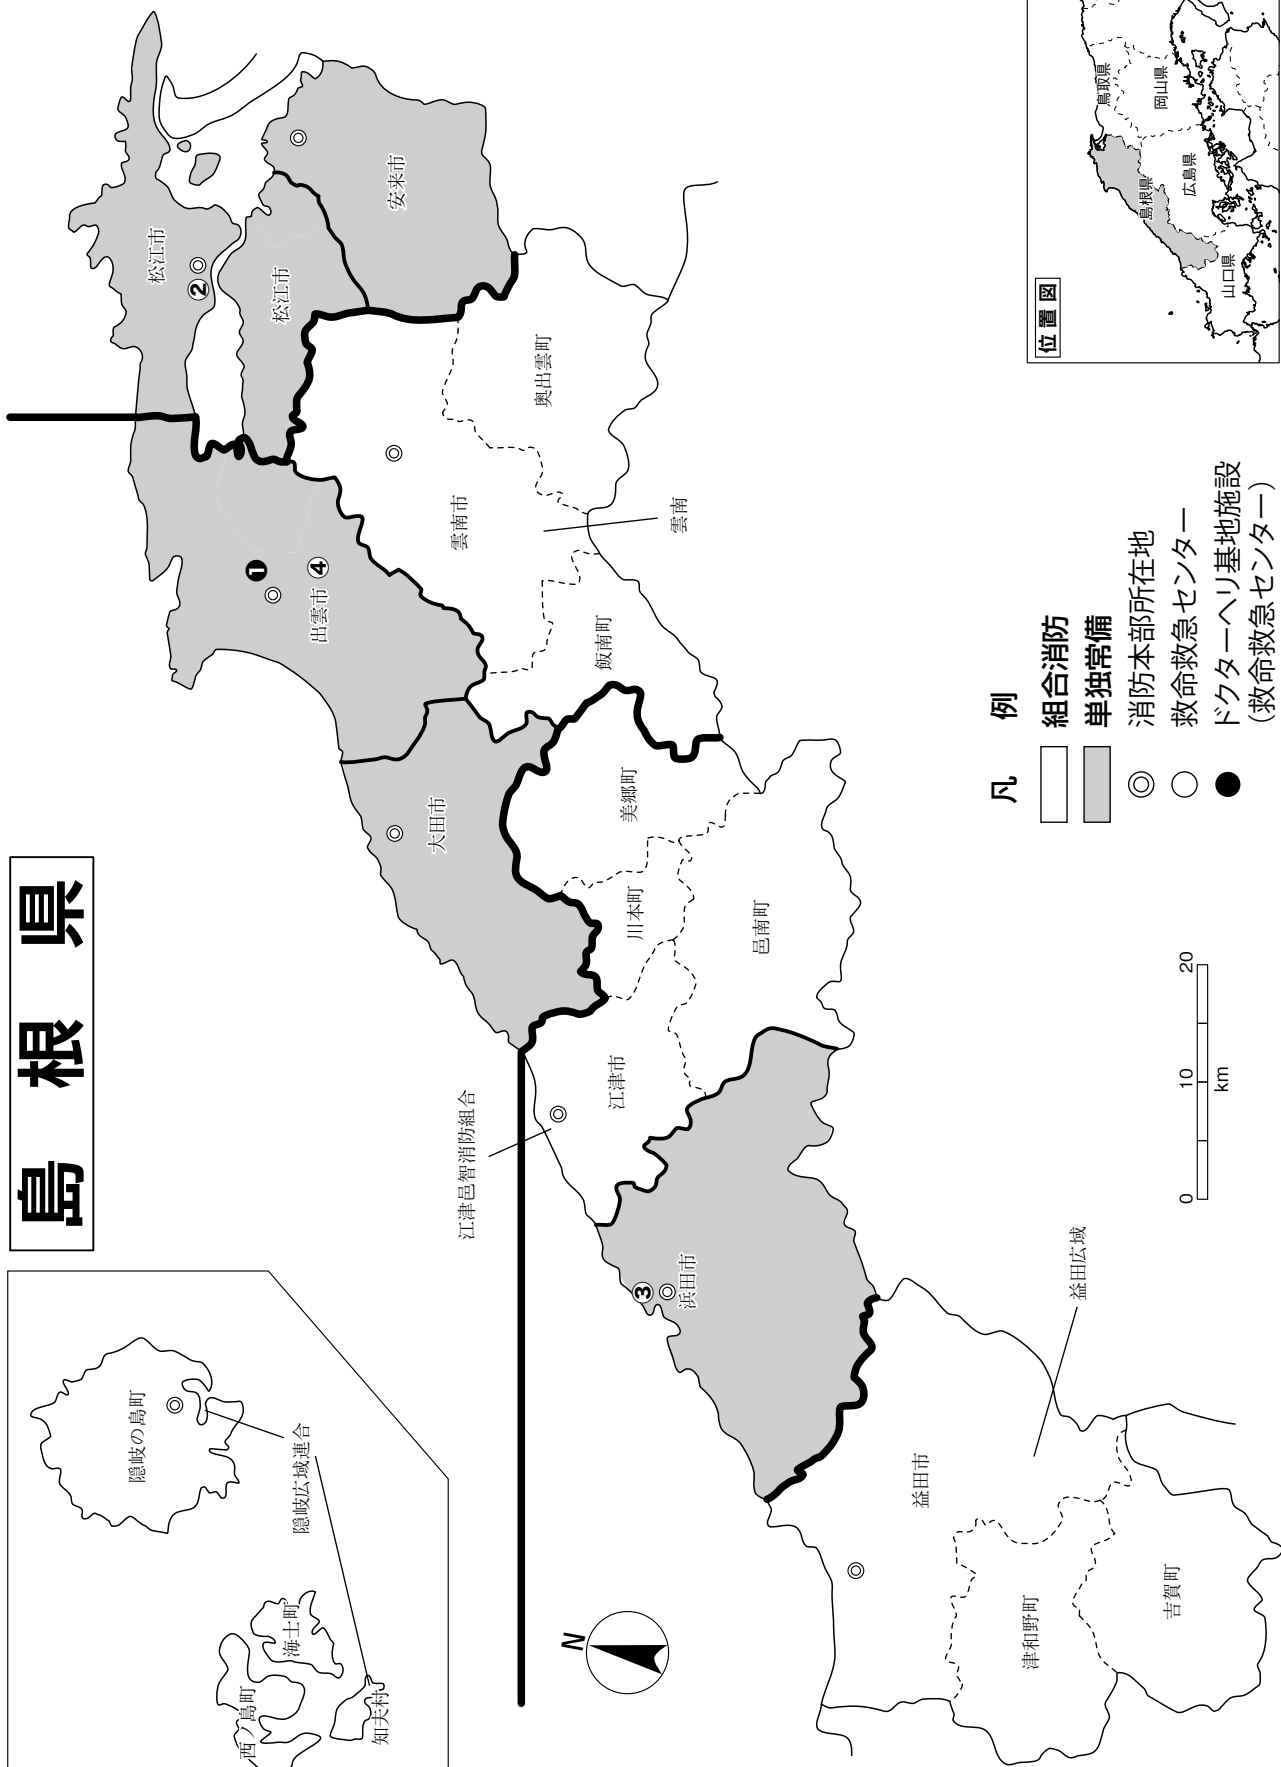 島根県
隠岐の島町
隠岐広域連合
西ノ島町
海士町
知夫村
松江市
2
松江市
安来市
1
出雲市
4
雲南市
奥出雲町
雲南
飯南町
大田市
美郷町
川本町
邑南町
江津市
江津邑智消防組合
3
浜田市
益田市
益田広域
津和野町
吉賀町
N
0 10 20
km
凡例
組合消防
単独常備
消防本部所在地
救命救急センター
ドクターヘリ基地施設
(救命救急センター)
位置図
鳥取県
岡山県
島根県
広島県
山口県